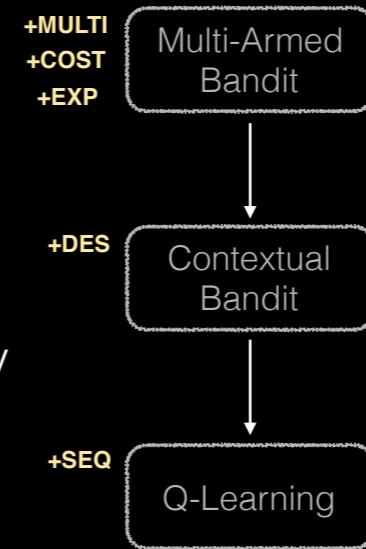 +MULTI
+COST
+EXP
Multi-Armed
Bandit
+DES
Contextual
Bandit
+SEQ
Q-Learning